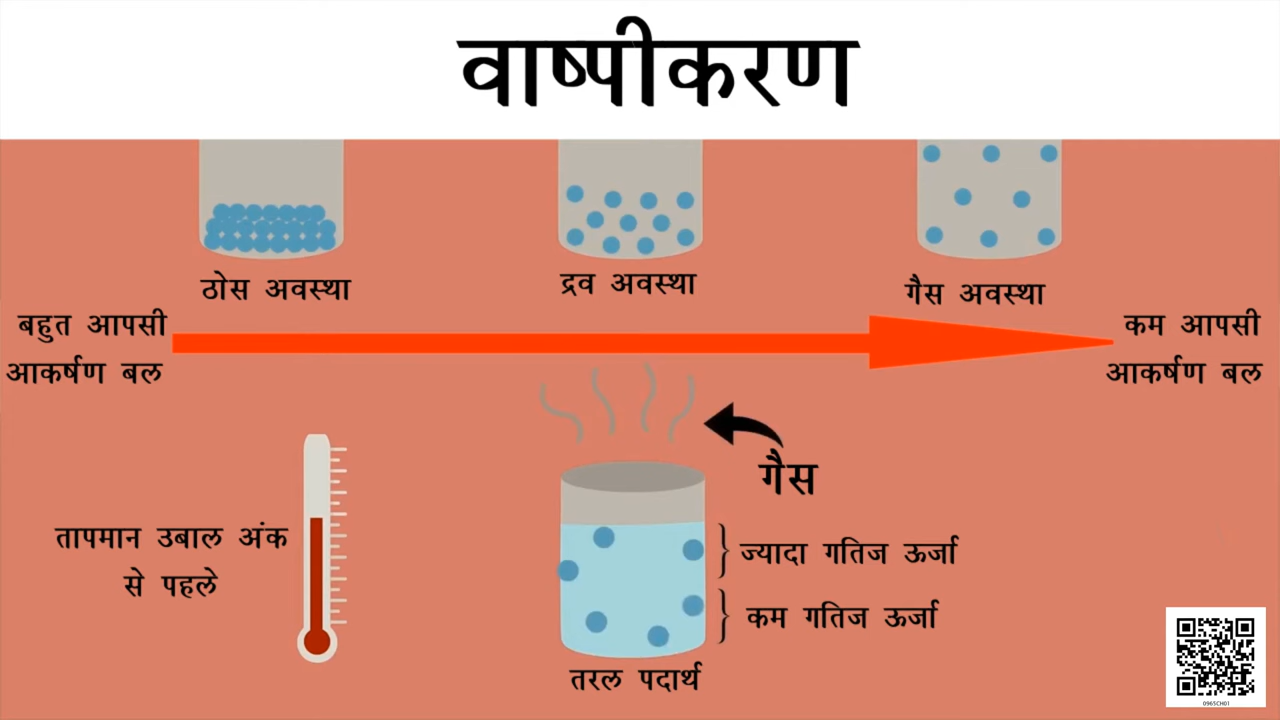 वाष्पीकरण
ठोस अवस्था
द्रव अवस्था
गैस अवस्था
बहुत आपसी
आकर्षण बल
कम आपसी
आकर्षण बल
गैस
तापमान उबाल अंक
से पहले
ज्यादा गतिज ऊर्जा
कम गतिज ऊर्जा
तरल पदार्थ
0965CH01